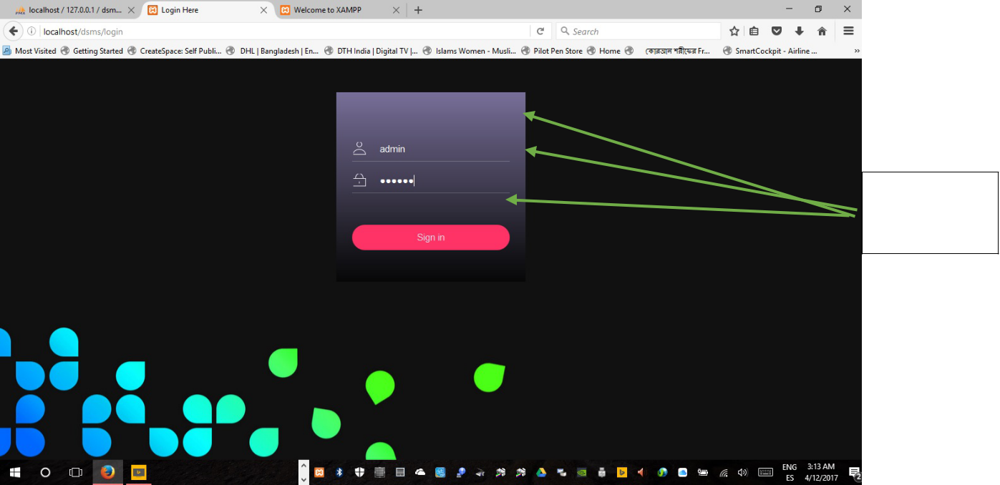 localhost / 127.0.0.1 / dsm...
Login Here
Welcome to XAMPP
localhost/dsms/login
Search
Most Visited
Getting Started
CreateSpace: Self Publi...
DHL | Bangladesh | En...
DTH India | Digital TV |...
Islams Women - Musli...
Pilot Pen Store
Home
কোরআন শরীফের Fr...
SmartCockpit - Airline ...
admin
••••••
Sign in
ENG
ES
3:13 AM
4/12/2017
2